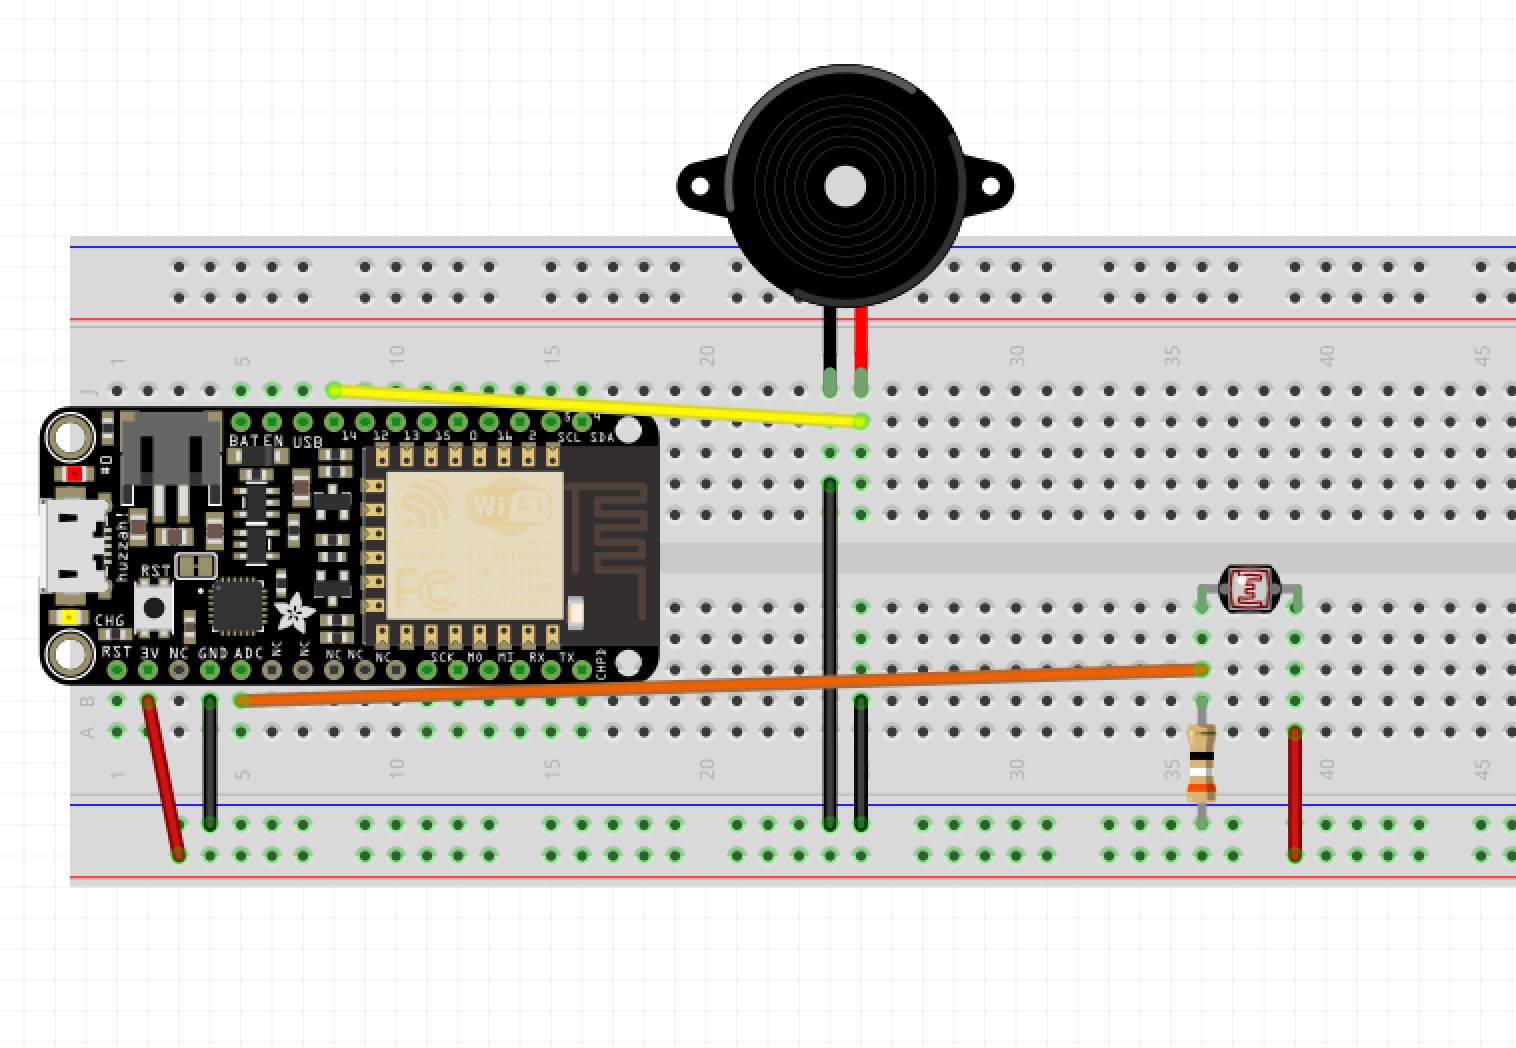 1 5 10 15 20 30 35 40 45
J
BAT EN USB 14 12 13 15 0 16 2 SCL SDA
#0
WiFi
huzzah!
FC
RST
CHG
RST 3V NC GND ADC NC NC NC NC NC SCK MO MI RX TX CHPD
B
A
1 5 10 15 20 35 40 45
30